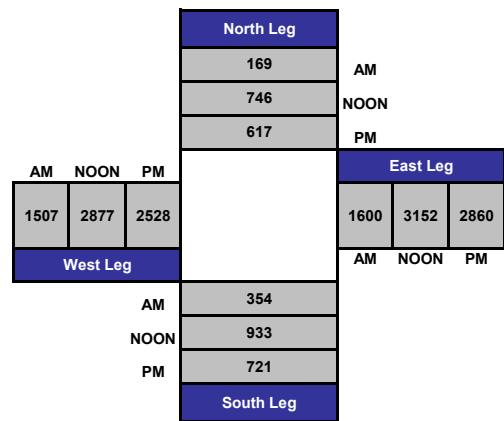 North Leg
169 AM
746 NOON
617 PM
AM NOON PM East Leg
1507 2877 2528 1600 3152 2860
West Leg AM NOON PM
AM 354
NOON 933
PM 721
South Leg